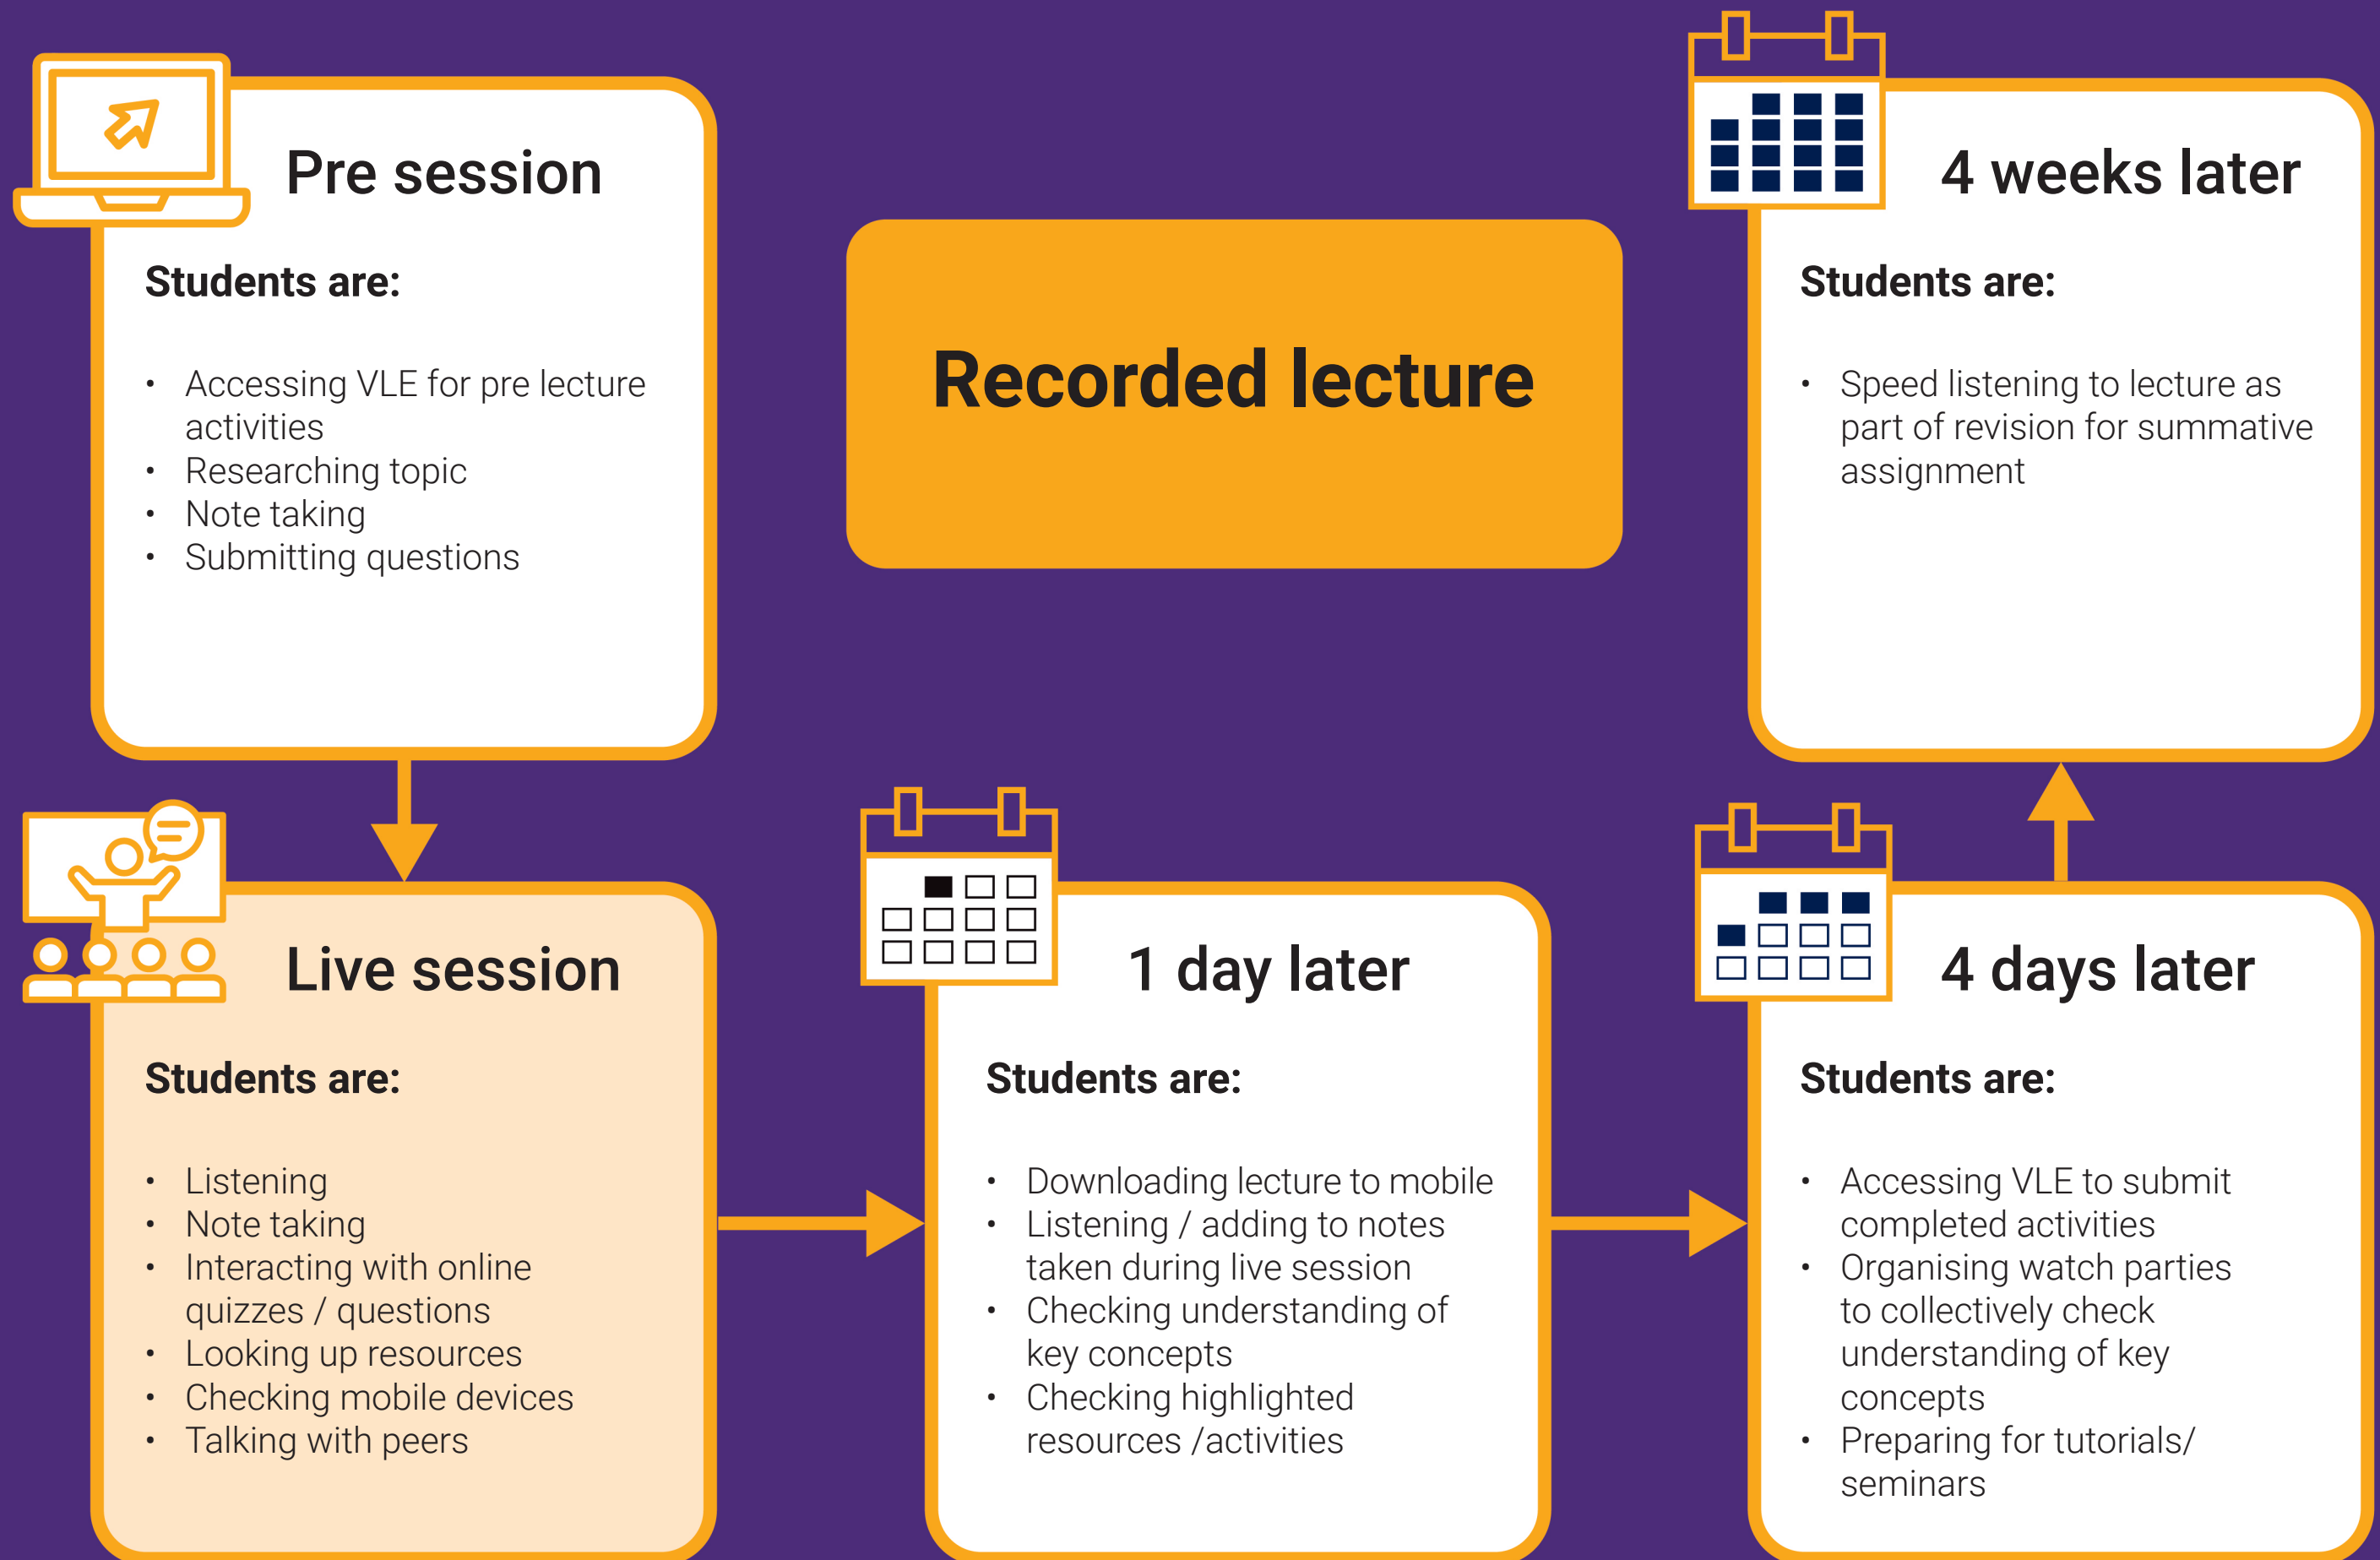 Pre session
Students are:
• Accessing VLE for pre lecture
activities
• Researching topic
• Note taking
• Submitting questions
Recorded lecture
Live session
Students are:
• Listening
• Note taking
• Interacting with online
quizzes / questions
• Looking up resources
• Checking mobile devices
• Talking with peers
1 day later
Students are:
• Downloading lecture to mobile
• Listening / adding to notes
taken during live session
• Checking understanding of
key concepts
• Checking highlighted
resources /activities
4 days later
Students are:
• Accessing VLE to submit
completed activities
• Organising watch parties
to collectively check
understanding of key
concepts
• Preparing for tutorials/
seminars
4 weeks later
Students are:
• Speed listening to lecture as
part of revision for summative
assignment